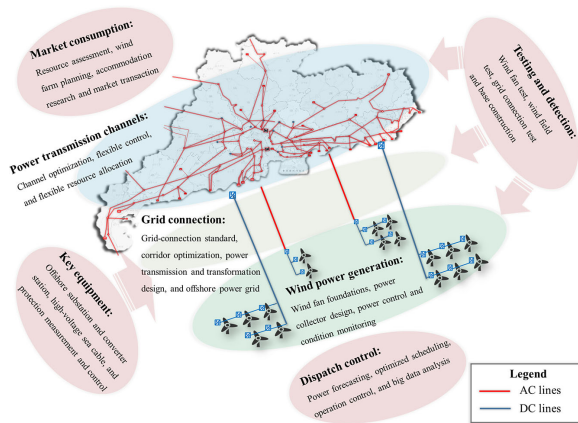 Market consumption:
Resource assessment, wind
farm planning, accommodation
research and market transaction
Testing and detection:
Wind fan test, wind field
test, grid connection test
and base construction
Power transmission channels:
Channel optimization, flexible control,
and flexible resource allocation
Grid connection:
Grid-connection standard,
corridor optimization, power
transmission and transformation
design, and offshore power grid
Key equipment:
Offshore substation and converter
station, high-voltage sea cable, and
protection measurement and control
Wind power generation:
Wind fan foundations, power
collector design, power control and
condition monitoring
Dispatch control:
Power forecasting, optimized scheduling,
operation control, and big data analysis
Legend
AC lines
DC lines